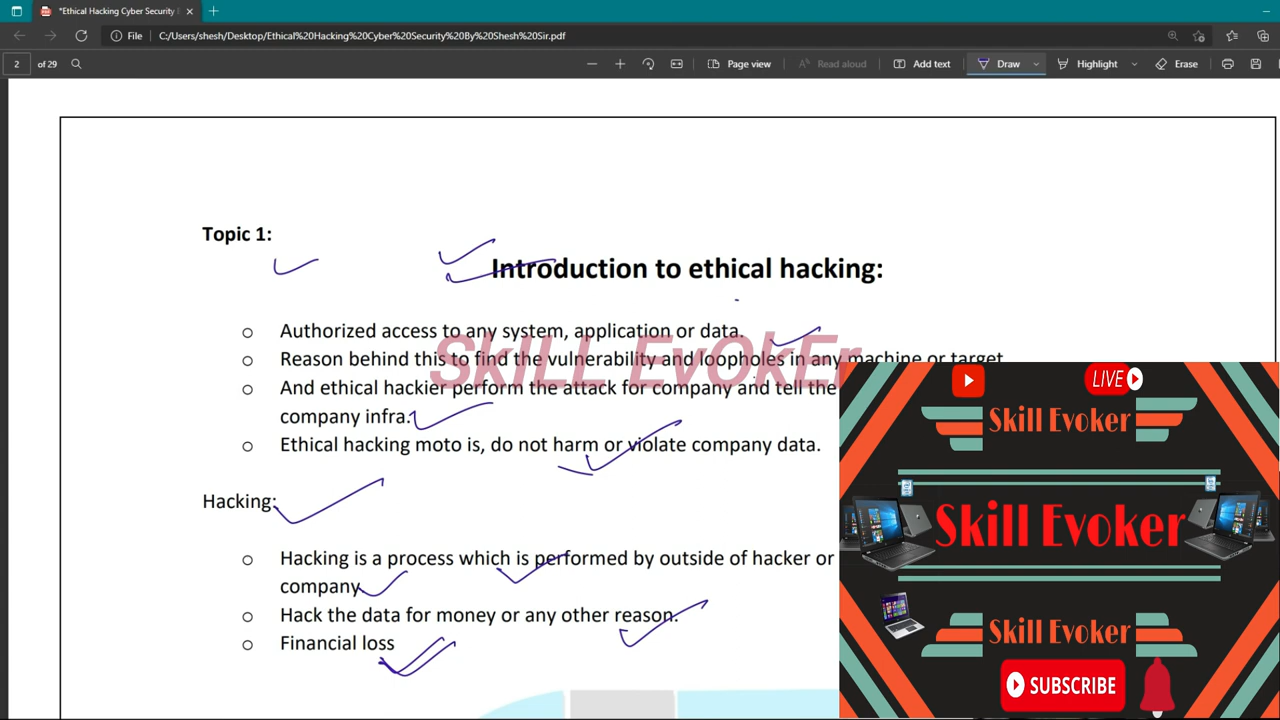 *Ethical Hacking Cyber Security
File C:/Users/shesh/Desktop/Ethical%20Hacking%20Cyber%20Security%20By%20Shesh%20Sir.pdf
2 of 29 Page view Read aloud Add text Draw Highlight Erase
Topic 1:
Introduction to ethical hacking:
o Authorized access to any system, application or data.
o Reason behind this to find the vulnerability and loopholes in any machine or target
o And ethical hackier perform the attack for company and tell the
company infra.
o Ethical hacking moto is, do not harm or violate company data.
SkILL EvOkEr
Hacking:
o Hacking is a process which is performed by outside of hacker or
company
o Hack the data for money or any other reason.
o Financial loss
LIVE
Skill Evoker
Skill Evoker
Skill Evoker
SUBSCRIBE